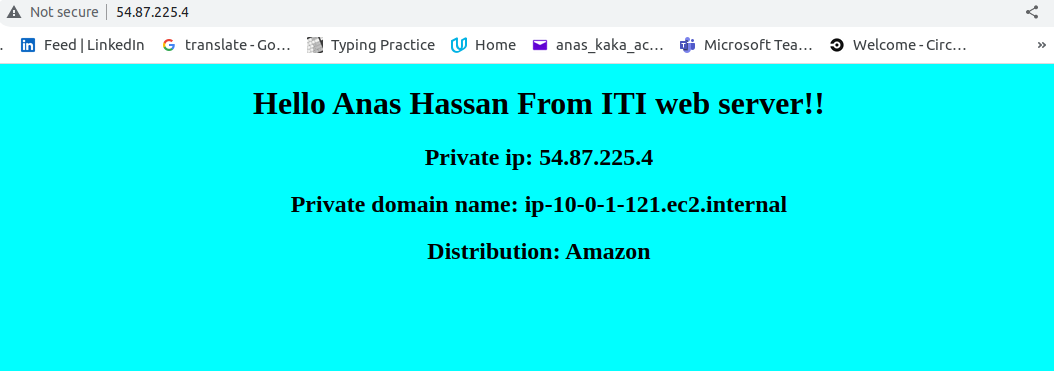 Not secure | 54.87.225.4
. Feed | LinkedIn translate - Go... Typing Practice Home anas_kaka_ac... Microsoft Tea... Welcome - Circ... »
Hello Anas Hassan From ITI web server!!
Private ip: 54.87.225.4
Private domain name: ip-10-0-1-121.ec2.internal
Distribution: Amazon